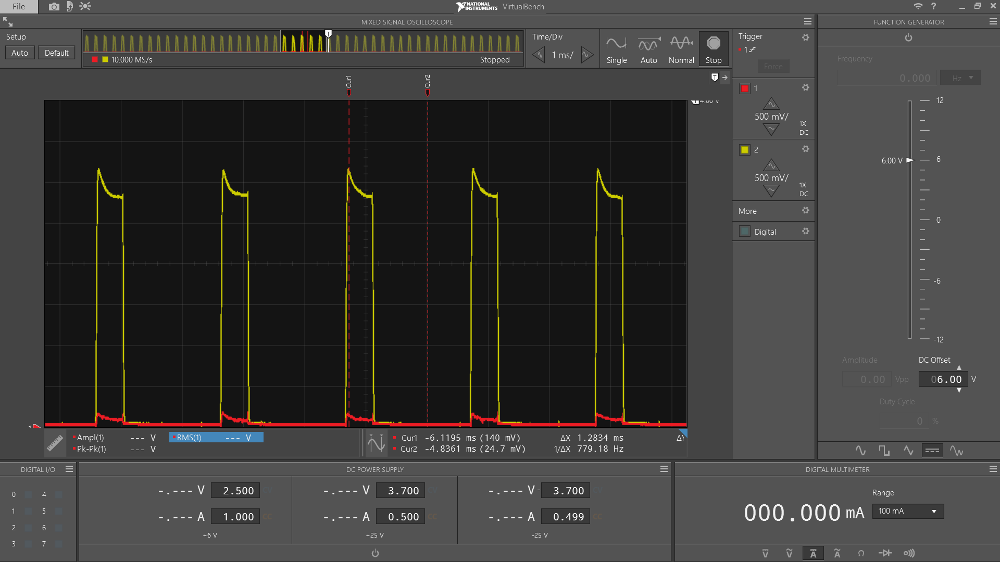 File
NATIONAL INSTRUMENTS VirtualBench
?
MIXED SIGNAL OSCILLOSCOPE
FUNCTION GENERATOR
Setup
Auto Default
T
10.000 MS/s
Stopped
Time/Div
1 ms/
Single Auto Normal Stop
Trigger
1
Force
Cur1 Cur2
T
4.00 V
1
500 mV/
1X
DC
2
500 mV/
1X
DC
More
Digital
Frequency
0.000 Hz
12
6.00 V 6
0
-6
-12
Amplitude DC Offset
0.00 Vpp 06.00 V
Duty Cycle
0 %
Ampl(1) --- V RMS(1) --- V
Pk-Pk(1) --- V
Cur1 -6.1195 ms (140 mV) ΔX 1.2834 ms
Cur2 -4.8361 ms (24.7 mV) 1/ΔX 779.18 Hz
DIGITAL I/O
0 4
1 5
2 6
3 7
DC POWER SUPPLY
-.--- V 2.500 CV -.--- V 3.700 CV -.--- V - 3.700 CV
-.--- A 1.000 CC -.--- A 0.500 CC -.--- A 0.499 CC
+6 V +25 V -25 V
DIGITAL MULTIMETER
Range
000.000 mA 100 mA
V V A A Ω